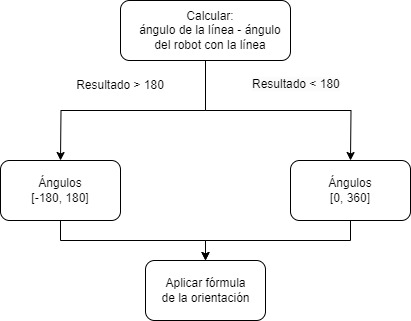 Calcular:
ángulo de la línea - ángulo
del robot con la línea
Resultado > 180
Resultado < 180
Ángulos
[-180, 180]
Ángulos
[0, 360]
Aplicar fórmula
de la orientación